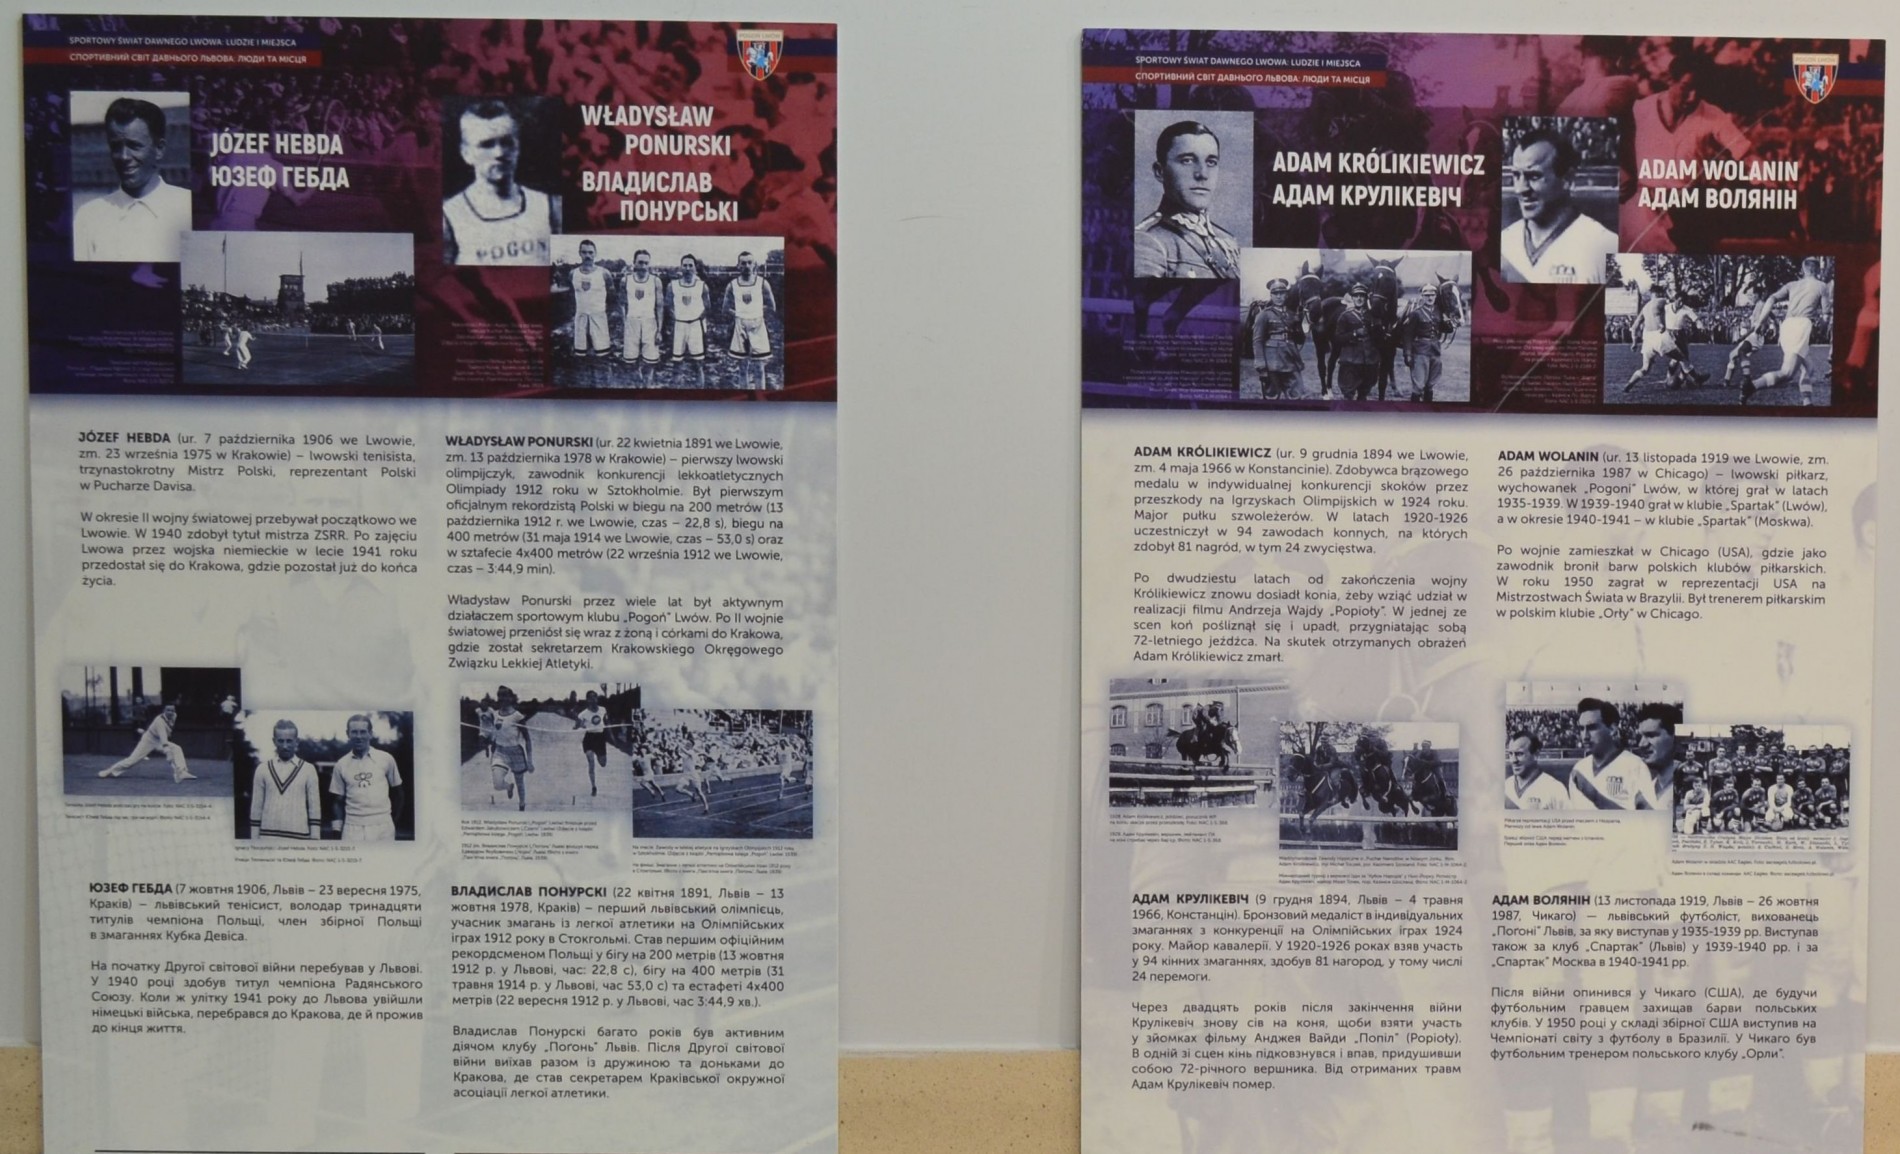 SPORTOWY ŚWIAT DAWNEGO LWOWA: LUDZIE I MIEJSCA
СПОРТИВНИЙ СВІТ ДАВНЬОГО ЛЬВОВА: ЛЮДИ ТА МІСЦЯ
POGOŃ LWÓW
JÓZEF HEBDA
ЮЗЕФ ГЕБДА
WŁADYSŁAW
PONURSKI
ВЛАДИСЛАВ
ПОНУРСЬКІ
POGOŃ
JÓZEF HEBDA (ur. 7 października 1906 we Lwowie,
zm. 23 września 1975 w Krakowie) – lwowski tenisista,
trzynastokrotny Mistrz Polski, reprezentant Polski
w Pucharze Davisa.
W okresie II wojny światowej przebywał początkowo we
Lwowie. W 1940 zdobył tytuł mistrza ZSRR. Po zajęciu
Lwowa przez wojska niemieckie w lecie 1941 roku
przedostał się do Krakowa, gdzie pozostał już do końca
życia.
WŁADYSŁAW PONURSKI (ur. 22 kwietnia 1891 we Lwowie,
zm. 13 października 1978 w Krakowie) – pierwszy lwowski
olimpijczyk, zawodnik konkurencji lekkoatletycznych
Olimpiady 1912 roku w Sztokholmie. Był pierwszym
oficjalnym rekordzistą Polski w biegu na 200 metrów (13
października 1912 r. we Lwowie, czas – 22,8 s), biegu na
400 metrów (31 maja 1914 we Lwowie, czas – 53,0 s) oraz
w sztafecie 4x400 metrów (22 września 1912 we Lwowie,
czas – 3:44,9 min).
Władysław Ponurski przez wiele lat był aktywnym
działaczem sportowym klubu „Pogoń” Lwów. Po II wojnie
światowej przeniósł się wraz z żoną i córkami do Krakowa,
gdzie został sekretarzem Krakowskiego Okręgowego
Związku Lekkiej Atletyki.
ЮЗЕФ ГЕБДА (7 жовтня 1906, Львів – 23 вересня 1975,
Краків) – львівський тенісист, володар тринадцяти
титулів чемпіона Польщі, член збірної Польщі
в змаганнях Кубка Девіса.
На початку Другої світової війни перебував у Львові.
У 1940 році здобув титул чемпіона Радянського
Союзу. Коли ж улітку 1941 року до Львова увійшли
німецькі війська, перебрався до Кракова, де й прожив
до кінця життя.
ВЛАДИСЛАВ ПОНУРСКІ (22 квітня 1891, Львів – 13
жовтня 1978, Краків) – перший львівський олімпієць,
учасник змагань із легкої атлетики на Олімпійських
іграх 1912 року в Стокгольмі. Став першим офіційним
рекордсменом Польщі у бігу на 200 метрів (13 жовтня
1912 р. у Львові, час: 22,8 с), бігу на 400 метрів (31
травня 1914 р. у Львові, час 53,0 с) та естафеті 4x400
метрів (22 вересня 1912 р. у Львові, час 3:44,9 хв.).
Владислав Понурскі багато років був активним
діячом клубу „Поґонь” Львів. Після Другої світової
війни виїхав разом із дружиною та доньками до
Кракова, де став секретарем Краківської окружної
асоціації легкої атлетики.
SPORTOWY ŚWIAT DAWNEGO LWOWA: LUDZIE I MIEJSCA
СПОРТИВНИЙ СВІТ ДАВНЬОГО ЛЬВОВА: ЛЮДИ ТА МІСЦЯ
POGOŃ LWÓW
ADAM KRÓLIKIEWICZ
АДАМ КРУЛІКЕВІЧ
ADAM WOLANIN
АДАМ ВОЛЯНІН
ADAM KRÓLIKIEWICZ (ur. 9 grudnia 1894 we Lwowie,
zm. 4 maja 1966 w Konstancinie). Zdobywca brązowego
medalu w indywidualnej konkurencji skoków przez
przeszkody na Igrzyskach Olimpijskich w 1924 roku.
Major pułku szwoleżerów. W latach 1920-1926
uczestniczył w 94 zawodach konnych, na których
zdobył 81 nagród, w tym 24 zwycięstwa.
Po dwudziestu latach od zakończenia wojny
Królikiewicz znowu dosiadł konia, żeby wziąć udział w
realizacji filmu Andrzeja Wajdy „Popioły”. W jednej ze
scen koń pośliznął się i upadł, przygniatając sobą
72-letniego jeźdźca. Na skutek otrzymanych obrażeń
Adam Królikiewicz zmarł.
ADAM WOLANIN (ur. 13 listopada 1919 we Lwowie, zm.
26 października 1987 w Chicago) – lwowski piłkarz,
wychowanek „Pogoni” Lwów, w której grał w latach
1935-1939. W 1939-1940 grał w klubie „Spartak” (Lwów),
a w okresie 1940-1941 – w klubie „Spartak” (Moskwa).
Po wojnie zamieszkał w Chicago (USA), gdzie jako
zawodnik bronił barw polskich klubów piłkarskich.
W roku 1950 zagrał w reprezentacji USA na
Mistrzostwach Świata w Brazylii. Był trenerem piłkarskim
w polskim klubie „Orły” w Chicago.
АДАМ КРУЛІКЕВІЧ (9 грудня 1894, Львів – 4 травня
1966, Константин). Бронзовий медаліст в індивідуальних
змаганнях з конкуренції на Олімпійських іграх 1924
року. Майор кавалерії. У 1920-1926 роках взяв участь
у 94 кінних змаганнях, здобув 81 нагород, у тому числі
24 перемоги.
Через двадцять років після закінчення війни
Крулікевіч знову сів на коня, щоби взяти участь
у зйомках фільму Анджея Вайди „Попіл” (Popioły).
В одній зі сцен кінь підковзнувся і впав, придушивши
собою 72-річного вершника. Від отриманих травм
Адам Крулікевіч помер.
АДАМ ВОЛЯНІН (13 листопада 1919, Львів – 26 жовтня
1987, Чикаго) — львівський футболіст, вихованець
„Поґоні” Львів, за яку виступав у 1935-1939 рр. Виступав
також за клуб „Спартак” (Львів) у 1939-1940 рр. і за
„Спартак” Москва в 1940-1941 рр.
Після війни опинився у Чикаго (США), де будучи
футбольним гравцем захищав барви польських
клубів. У 1950 році у складі збірної США виступив на
Чемпіонаті світу з футболу в Бразилії. У Чикаго був
футбольним тренером польського клубу „Орли”.